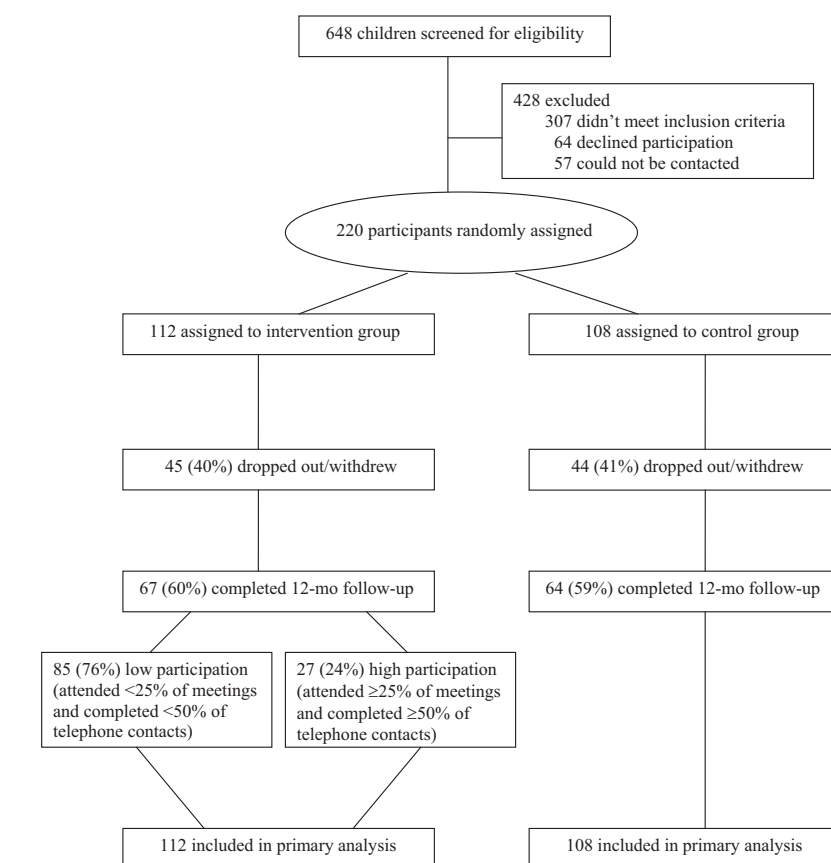 648 children screened for eligibility
428 excluded
307 didn’t meet inclusion criteria
64 declined participation
57 could not be contacted
220 participants randomly assigned
112 assigned to intervention group
108 assigned to control group
45 (40%) dropped out/withdrew
44 (41%) dropped out/withdrew
67 (60%) completed 12-mo follow-up
64 (59%) completed 12-mo follow-up
85 (76%) low participation
(attended <25% of meetings
and completed <50% of
telephone contacts)
27 (24%) high participation
(attended ≥25% of meetings
and completed ≥50% of
telephone contacts)
112 included in primary analysis
108 included in primary analysis